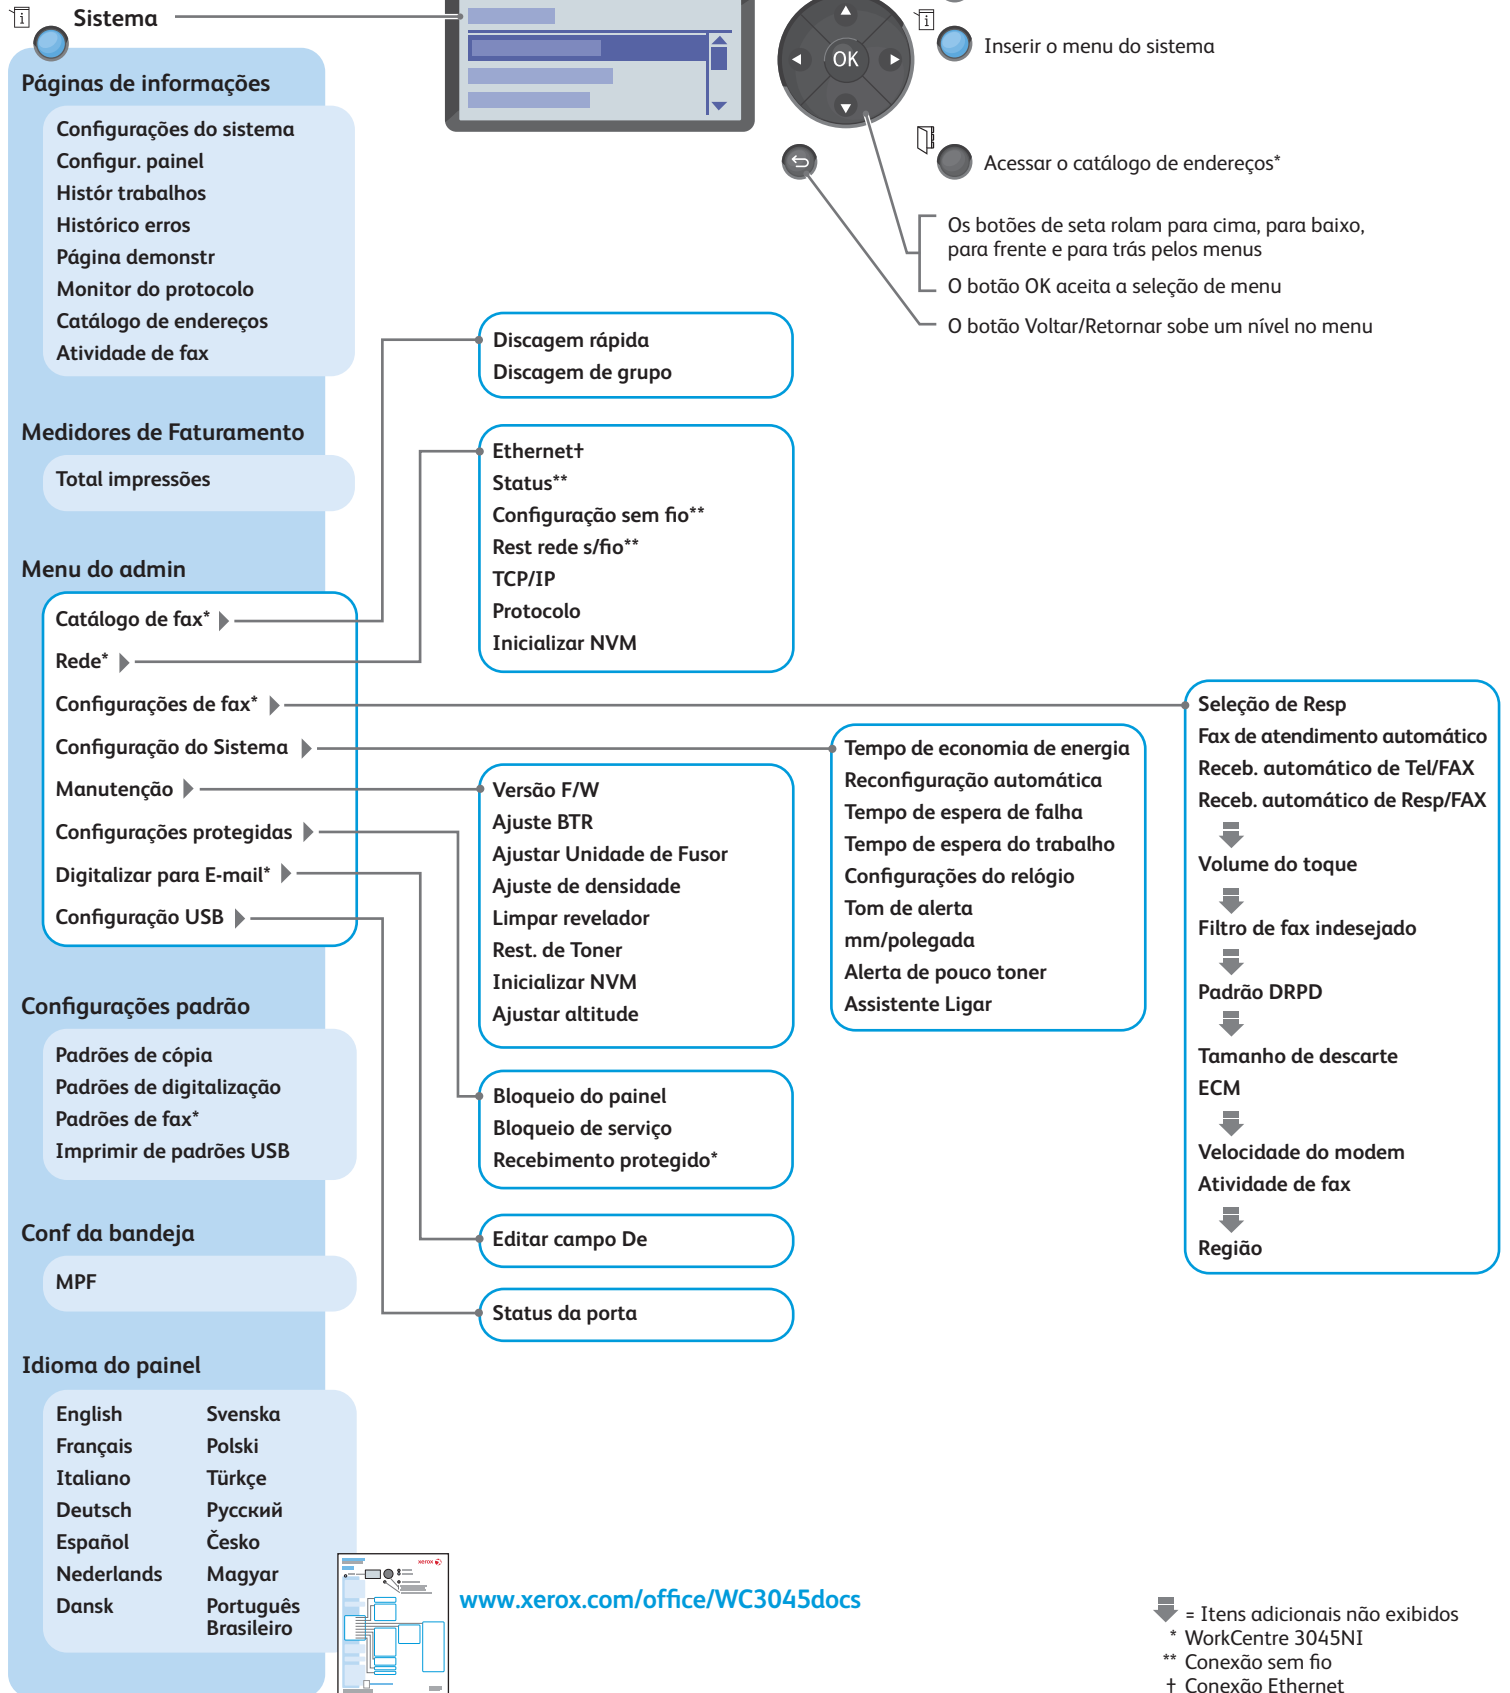 Sistema
Inserir o menu do sistema
OK
Acessar o catálogo de endereços*
Os botões de seta rolam para cima, para baixo,
para frente e para trás pelos menus
O botão OK aceita a seleção de menu
O botão Voltar/Retornar sobe um nível no menu
Páginas de informações
Configurações do sistema
Configur. painel
Histór trabalhos
Histórico erros
Página demonstr
Monitor do protocolo
Catálogo de endereços
Atividade de fax
Medidores de Faturamento
Total impressões
Menu do admin
Catálogo de fax*
Rede*
Configurações de fax*
Configuração do Sistema
Manutenção
Configurações protegidas
Digitalizar para E-mail*
Configuração USB
Discagem rápida
Discagem de grupo
Ethernet†
Status**
Configuração sem fio**
Rest rede s/fio**
TCP/IP
Protocolo
Inicializar NVM
Seleção de Resp
Fax de atendimento automático
Receb. automático de Tel/FAX
Receb. automático de Resp/FAX
Volume do toque
Filtro de fax indesejado
Padrão DRPD
Tamanho de descarte
ECM
Velocidade do modem
Atividade de fax
Região
Tempo de economia de energia
Reconfiguração automática
Tempo de espera de falha
Tempo de espera do trabalho
Configurações do relógio
Tom de alerta
mm/polegada
Alerta de pouco toner
Assistente Ligar
Versão F/W
Ajuste BTR
Ajustar Unidade de Fusor
Ajuste de densidade
Limpar revelador
Rest. de Toner
Inicializar NVM
Ajustar altitude
Bloqueio do painel
Bloqueio de serviço
Recebimento protegido*
Editar campo De
Status da porta
Configurações padrão
Padrões de cópia
Padrões de digitalização
Padrões de fax*
Imprimir de padrões USB
Conf da bandeja
MPF
Idioma do painel
English
Français
Italiano
Deutsch
Español
Nederlands
Dansk
Svenska
Polski
Türkçe
Русский
Česko
Magyar
Português
Brasileiro
xerox
www.xerox.com/office/WC3045docs
= Itens adicionais não exibidos
* WorkCentre 3045NI
** Conexão sem fio
† Conexão Ethernet